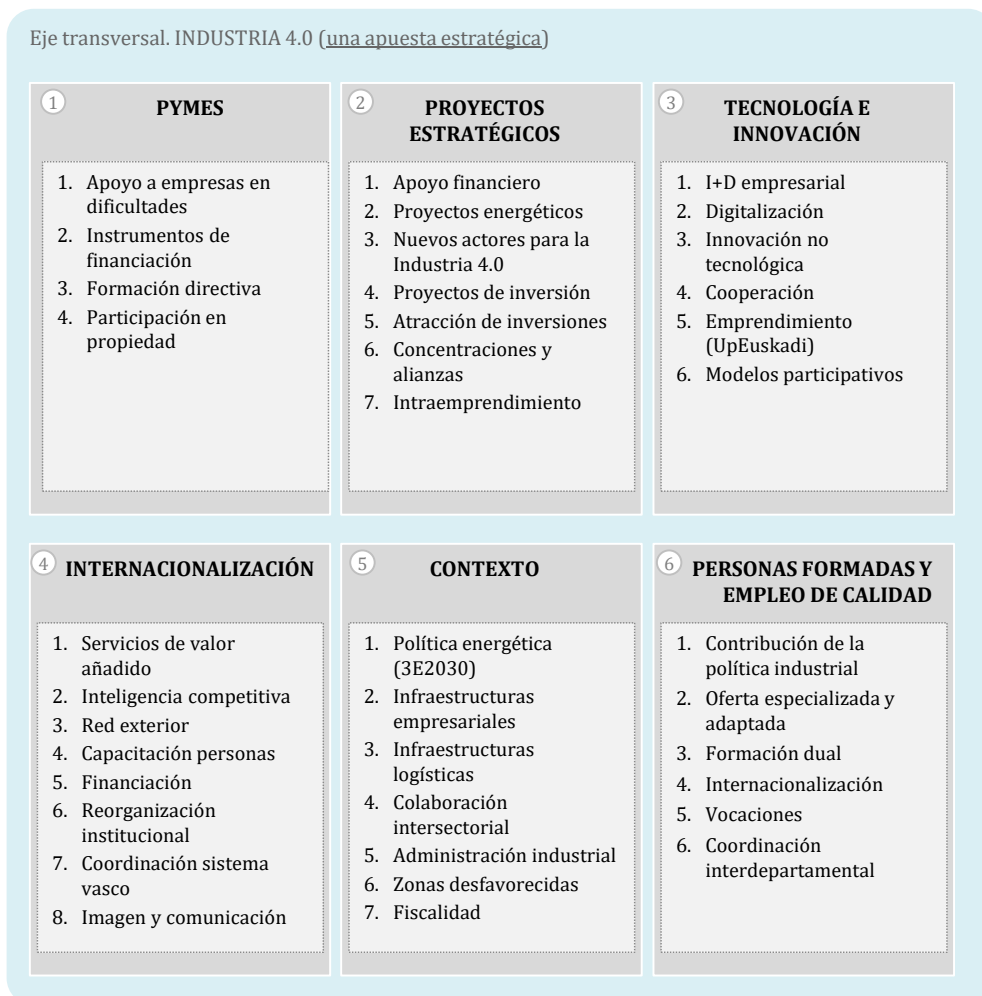 Eje transversal. INDUSTRIA 4.0 (una apuesta estratégica)
1
PYMES
1. Apoyo a empresas en
dificultades
2. Instrumentos de
financiación
3. Formación directiva
4. Participación en
propiedad
2
PROYECTOS
ESTRATÉGICOS
1. Apoyo financiero
2. Proyectos energéticos
3. Nuevos actores para la
Industria 4.0
4. Proyectos de inversión
5. Atracción de inversiones
6. Concentraciones y
alianzas
7. Intraemprendimiento
3
TECNOLOGÍA E
INNOVACIÓN
1. I+D empresarial
2. Digitalización
3. Innovación no
tecnológica
4. Cooperación
5. Emprendimiento
(UpEuskadi)
6. Modelos participativos
4
INTERNACIONALIZACIÓN
1. Servicios de valor
añadido
2. Inteligencia competitiva
3. Red exterior
4. Capacitación personas
5. Financiación
6. Reorganización
institucional
7. Coordinación sistema
vasco
8. Imagen y comunicación
5
CONTEXTO
1. Política energética
(3E2030)
2. Infraestructuras
empresariales
3. Infraestructuras
logísticas
4. Colaboración
intersectorial
5. Administración industrial
6. Zonas desfavorecidas
7. Fiscalidad
6
PERSONAS FORMADAS Y
EMPLEO DE CALIDAD
1. Contribución de la
política industrial
2. Oferta especializada y
adaptada
3. Formación dual
4. Internacionalización
5. Vocaciones
6. Coordinación
interdepartamental